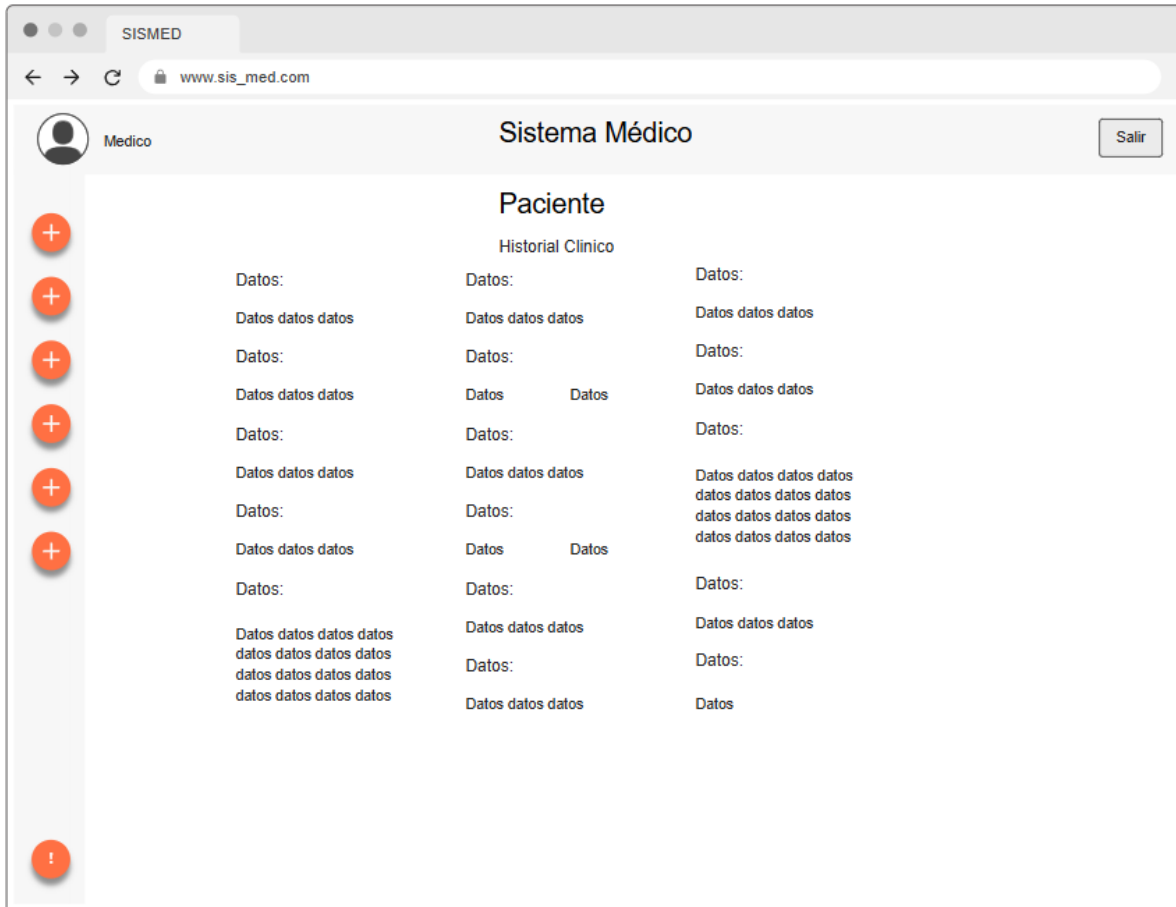 SISMED
www.sis_med.com
Medico
Sistema Médico
Salir
Paciente
Historial Clinico
Datos:
Datos datos datos
Datos:
Datos datos datos
Datos:
Datos datos datos
Datos:
Datos datos datos
Datos:
Datos datos datos datos
datos datos datos datos
datos datos datos datos
datos datos datos datos
Datos:
Datos datos datos
Datos:
Datos Datos
Datos:
Datos datos datos
Datos:
Datos Datos
Datos:
Datos datos datos
Datos:
Datos datos datos
Datos:
Datos datos datos
Datos:
Datos datos datos
Datos:
Datos datos datos datos
datos datos datos datos
datos datos datos datos
datos datos datos datos
Datos:
Datos datos datos
Datos:
Datos
!